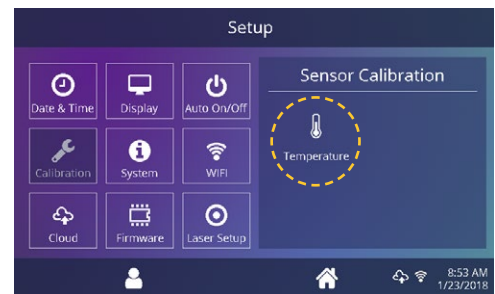 Setup
Date & Time
Display
Auto On/Off
Calibration
System
WIFI
Cloud
Firmware
Laser Setup
Sensor Calibration
Temperature
8:53 AM
1/23/2018